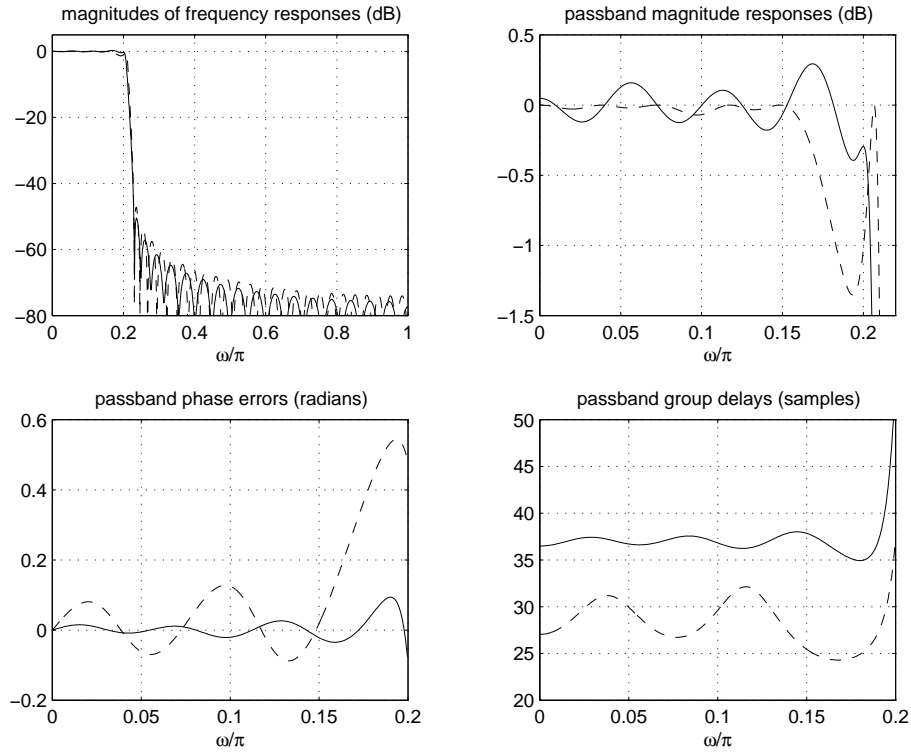 magnitudes of frequency responses (dB)
0
−20
−40
−60
−80
0 0.2 0.4 0.6 0.8 1
ω/π
passband magnitude responses (dB)
0.5
0
−0.5
−1
−1.5
0 0.05 0.1 0.15 0.2
ω/π
passband phase errors (radians)
0.6
0.4
0.2
0
−0.2
0 0.05 0.1 0.15 0.2
ω/π
passband group delays (samples)
50
45
40
35
30
25
20
0 0.05 0.1 0.15 0.2
ω/π